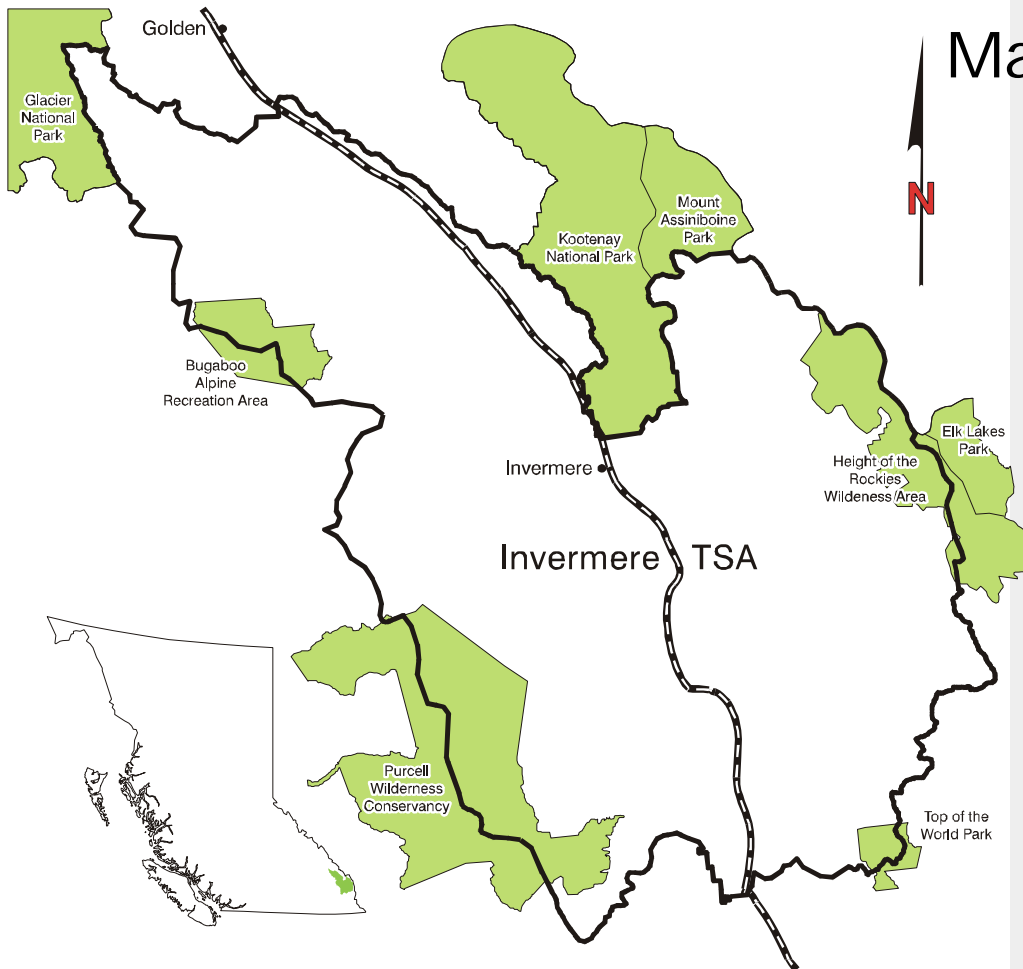 Golden
Ma
Glacier
National
Park
N
Mount
Assiniboine
Park
Kootenay
National Park
Bugaboo
Alpine
Recreation Area
Elk Lakes
Park
Invermere
Height of the
Rockies
Wildeness Area
Invermere TSA
Purcell
Wilderness
Conservancy
Top of the
World Park